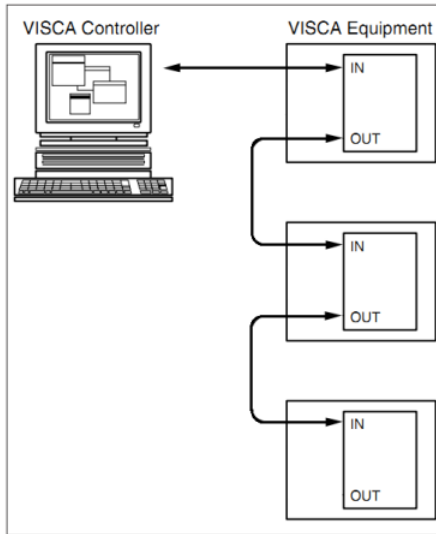 VISCA Controller
VISCA Equipment
IN
OUT
IN
OUT
IN
OUT